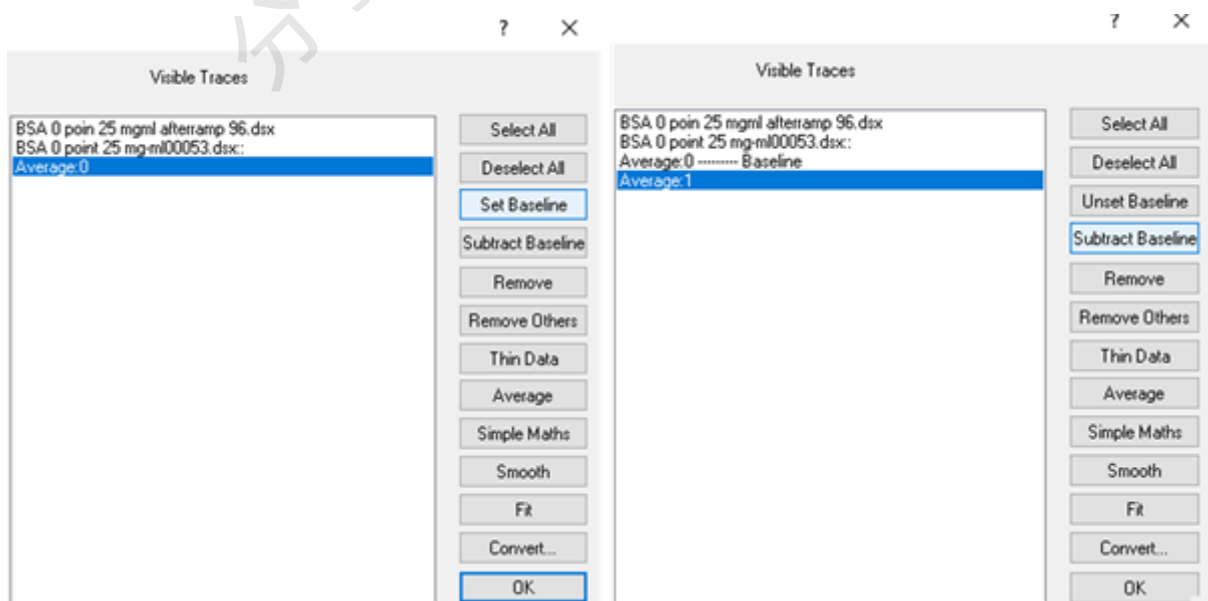 ? ×
Visible Traces
BSA 0 poin 25 mgml afterramp 96.dsx
BSA 0 point 25 mg-ml00053.dsx::
Average:0
Select All
Deselect All
Set Baseline
Subtract Baseline
Remove
Remove Others
Thin Data
Average
Simple Maths
Smooth
Fit
Convert...
OK
? ×
Visible Traces
BSA 0 poin 25 mgml afterramp 96.dsx
BSA 0 point 25 mg-ml00053.dsx::
Average:0 --------- Baseline
Average:1
Select All
Deselect All
Unset Baseline
Subtract Baseline
Remove
Remove Others
Thin Data
Average
Simple Maths
Smooth
Fit
Convert...
OK
分